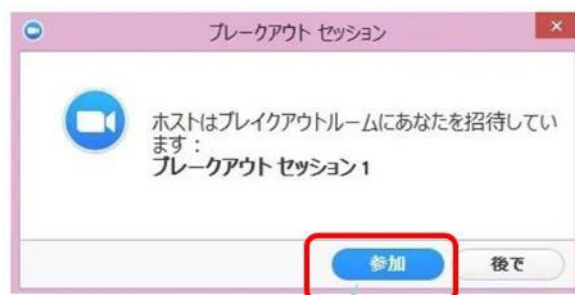 ブレークアウト セッション
ホストはブレイクアウトルームにあなたを招待してい
ます：
ブレークアウト セッション 1
参加
後で